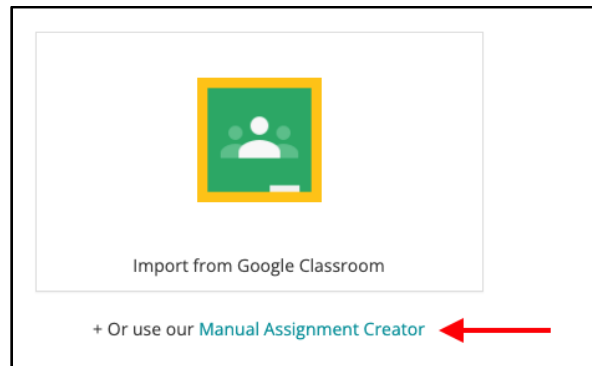 Import from Google Classroom
+ Or use our Manual Assignment Creator